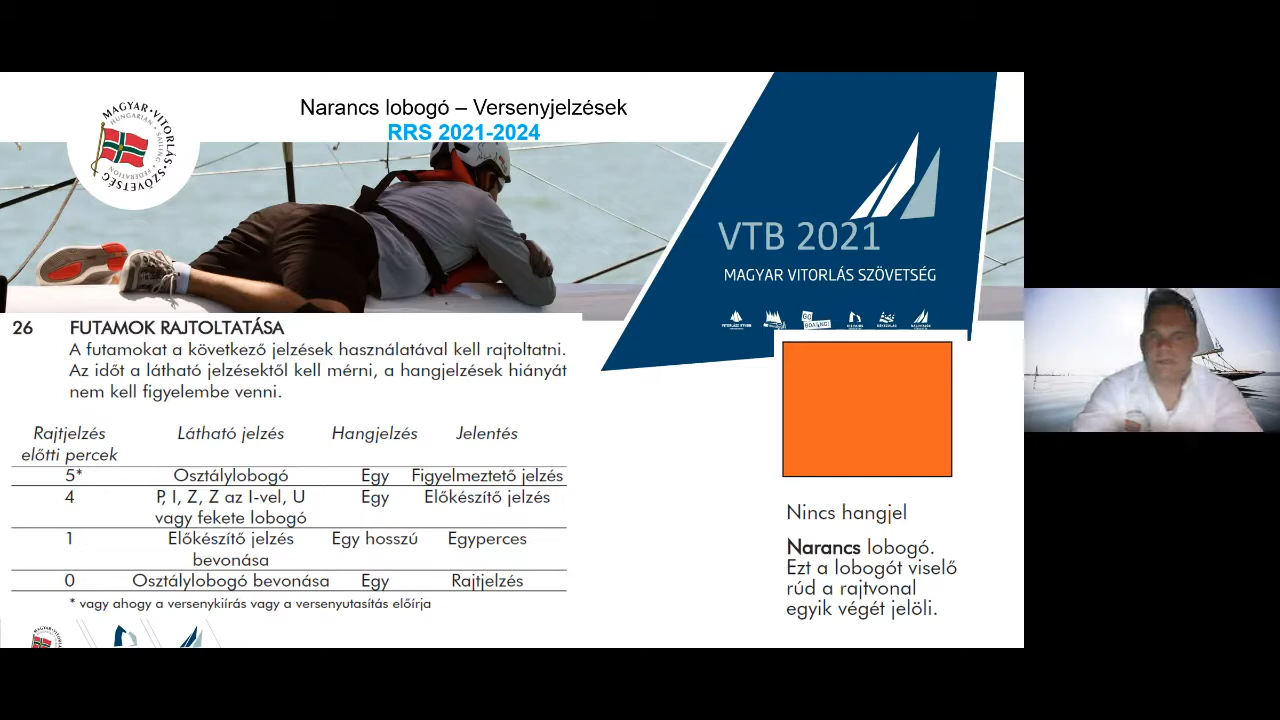 Narancs lobogó – Versenyjelzések
RRS 2021-2024
MAGYAR VITORLÁS SZÖVETSÉG
HUNGARIAN SAILING FEDERATION
VTB 2021
MAGYAR VITORLÁS SZÖVETSÉG
26 FUTAMOK RAJTOLTATÁSA
A futamokat a következő jelzések használatával kell rajtoltatni.
Az időt a látható jelzésektől kell mérni, a hangjelzések hiányát
nem kell figyelembe venni.
Rajtjelzés Látható jelzés Hangjelzés Jelentés
előtti percek
5* Osztálylobogó Egy Figyelmeztető jelzés
4 P, I, Z, Z az I-vel, U Egy Előkészítő jelzés
vagy fekete lobogó
1 Előkészítő jelzés Egy hosszú Egyperces
bevonása
0 Osztálylobogó bevonása Egy Rajtjelzés
* vagy ahogy a versenykiírás vagy a versenyutasítás előírja
Nincs hangjel
Narancs lobogó.
Ezt a lobogót viselő
rúd a rajtvonal
egyik végét jelöli.